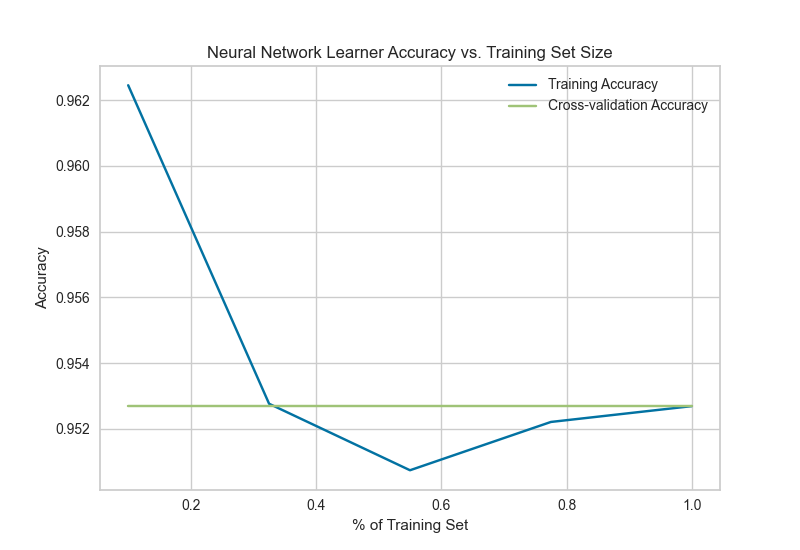 Neural Network Learner Accuracy vs. Training Set Size
Training Accuracy
Cross-validation Accuracy
0.962
0.960
0.958
0.956
0.954
0.952
Accuracy
0.2 0.4 0.6 0.8 1.0
% of Training Set